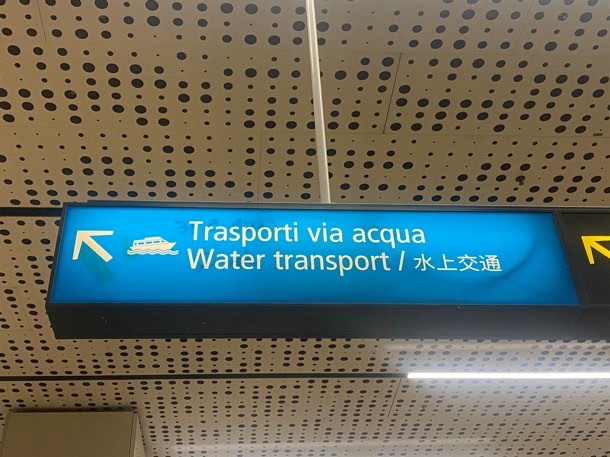 Trasporti via acqua
Water transport / 水上交通